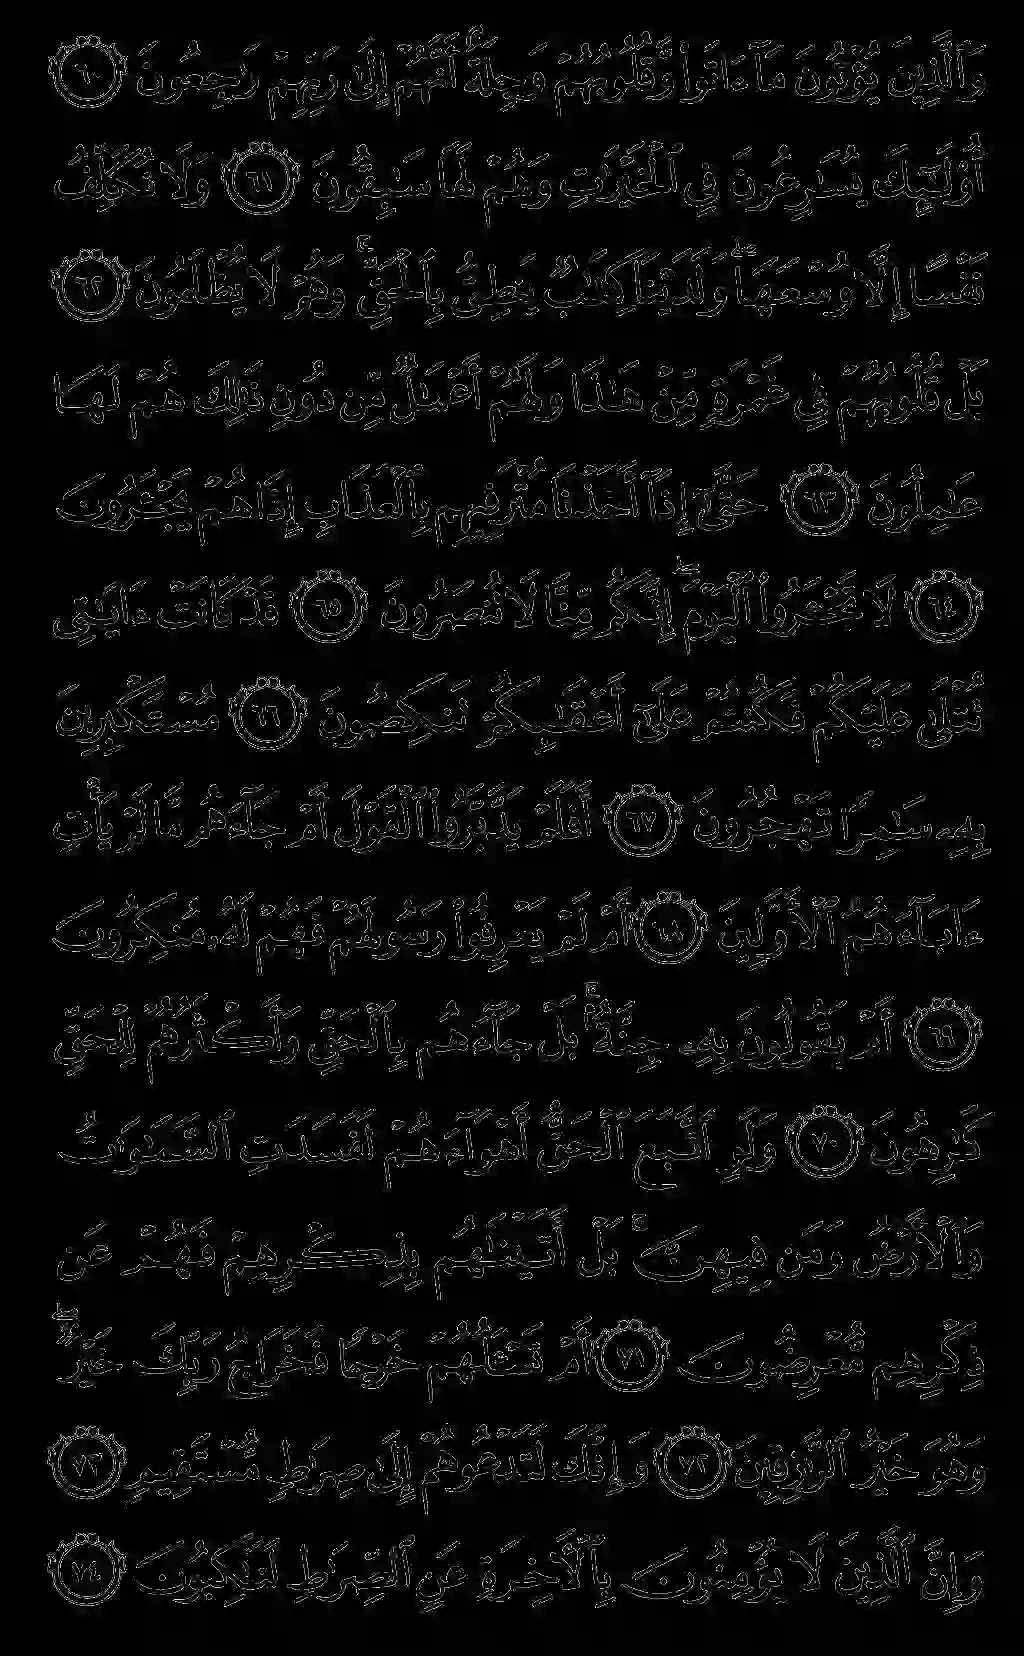 وَٱلَّذِينَ يُؤْتُونَ مَآ ءَاتَوا۟ وَّقُلُوبُهُمْ وَجِلَةٌ أَنَّهُمْ إِلَىٰ رَبِّهِمْ رَٰجِعُونَ ٦٠
أُو۟لَٰٓئِكَ يُسَٰرِعُونَ فِى ٱلْخَيْرَٰتِ وَهُمْ لَهَا سَٰبِقُونَ ٦١ وَلَا نُكَلِّفُ
نَفْسًا إِلَّا وُسْعَهَا ۖ وَلَدَيْنَا كِتَٰبٌ يَنطِقُ بِٱلْحَقِّ ۚ وَهُمْ لَا يُظْلَمُونَ ٦٢
بَلْ قُلُوبُهُمْ فِى غَمْرَةٍ مِّنْ هَٰذَا وَلَهُمْ أَعْمَٰلٌ مِّن دُونِ ذَٰلِكَ هُمْ لَهَا
عَٰمِلُونَ ٦٣ حَتَّىٰٓ إِذَآ أَخَذْنَا مُتْرَفِيهِم بِٱلْعَذَابِ إِذَا هُمْ يَجْـَٔرُونَ
٦٤ لَا تَجْـَٔرُوا۟ ٱلْيَوْمَ ۖ إِنَّكُم مِّنَّا لَا تُنصَرُونَ ٦٥ قَدْ كَانَتْ ءَايَٰتِى
تُتْلَىٰ عَلَيْكُمْ فَكُنتُمْ عَلَىٰٓ أَعْقَٰبِكُمْ تَنكِصُونَ ٦٦ مُسْتَكْبِرِينَ
بِهِۦ سَٰمِرًا تَهْجُرُونَ ٦٧ أَفَلَمْ يَدَّبَّرُوا۟ ٱلْقَوْلَ أَمْ جَآءَهُم مَّا لَمْ يَأْتِ
ءَابَآءَهُمُ ٱلْأَوَّلِينَ ٦٨ أَمْ لَمْ يَعْرِفُوا۟ رَسُولَهُمْ فَهُمْ لَهُۥ مُنكِرُونَ
٦٩ أَمْ يَقُولُونَ بِهِۦ جِنَّةٌۢ ۚ بَلْ جَآءَهُم بِٱلْحَقِّ وَأَكْثَرُهُمْ لِلْحَقِّ
كَٰرِهُونَ ٧٠ وَلَوِ ٱتَّبَعَ ٱلْحَقُّ أَهْوَآءَهُمْ لَفَسَدَتِ ٱلسَّمَٰوَٰتُ
وَٱلْأَرْضُ وَمَن فِيهِنَّ ۚ بَلْ أَتَيْنَٰهُم بِذِكْرِهِمْ فَهُمْ عَن
ذِكْرِهِم مُّعْرِضُونَ ٧١ أَمْ تَسْـَٔلُهُمْ خَرْجًا فَخَرَاجُ رَبِّكَ خَيْرٌ ۖ
وَهُوَ خَيْرُ ٱلرَّٰزِقِينَ ٧٢ وَإِنَّكَ لَتَدْعُوهُمْ إِلَىٰ صِرَٰطٍ مُّسْتَقِيمٍ ٧٣
وَإِنَّ ٱلَّذِينَ لَا يُؤْمِنُونَ بِٱلْـَٔاخِرَةِ عَنِ ٱلصِّرَٰطِ لَنَٰكِبُونَ ٧٤